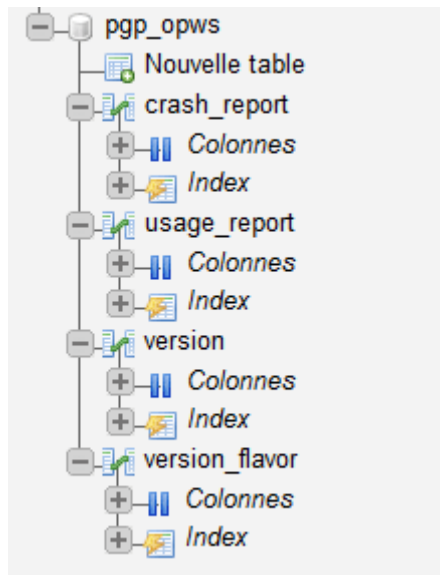 pgp_opws
Nouvelle table
crash_report
Colonnes
Index
usage_report
Colonnes
Index
version
Colonnes
Index
version_flavor
Colonnes
Index